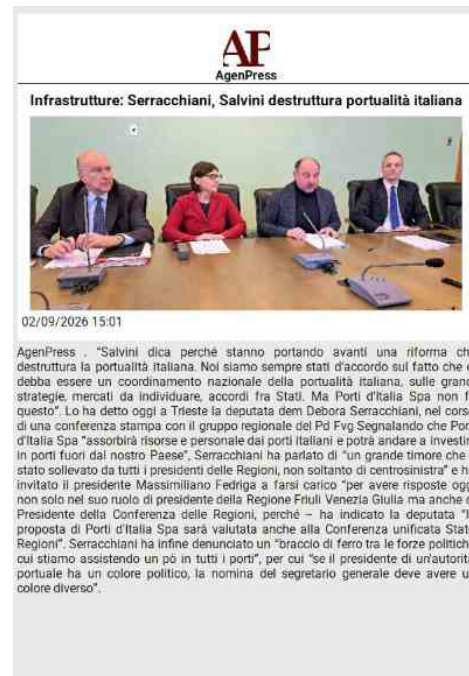 AP
AgenPress
Infrastrutture: Serracchiani, Salvini destruttura portualità italiana
02/09/2026 15:01
AgenPress . “Salvini dica perché stanno portando avanti una riforma ch
destruttura la portualità italiana. Noi siamo sempre stati d’accordo sul fatto che c
debba essere un coordinamento nazionale della portualità italiana, sulle grand
strategie, mercati da individuare, accordi fra Stati. Ma Porti d’Italia Spa non f
questo”. Lo ha detto oggi a Trieste la deputata dem Debora Serracchiani, nel cors
di una conferenza stampa con il gruppo regionale del Pd Fvg Segnalando che Por
d’Italia Spa “assorbirà risorse e personale dai porti italiani e potrà andare a investir
in porti fuori dal nostro Paese”, Serracchiani ha parlato di “un grande timore che
stato sollevato da tutti i presidenti delle Regioni, non soltanto di centrosinistra” e h
invitato il presidente Massimiliano Fedriga a farsi carico “per avere risposte ogg
non solo nel suo ruolo di presidente della Regione Friuli Venezia Giulia ma anche d
Presidente della Conferenza delle Regioni, perché – ha indicato la deputata “l
proposta di Porti d’Italia Spa sarà valutata anche alla Conferenza unificata Stat
Regioni”. Serracchiani ha infine denunciato un “braccio di ferro tra le forze politich
cui stiamo assistendo un pò in tutti i porti”, per cui “se il presidente di un’autorità
portuale ha un colore politico, la nomina del segretario generale deve avere u
colore diverso”.